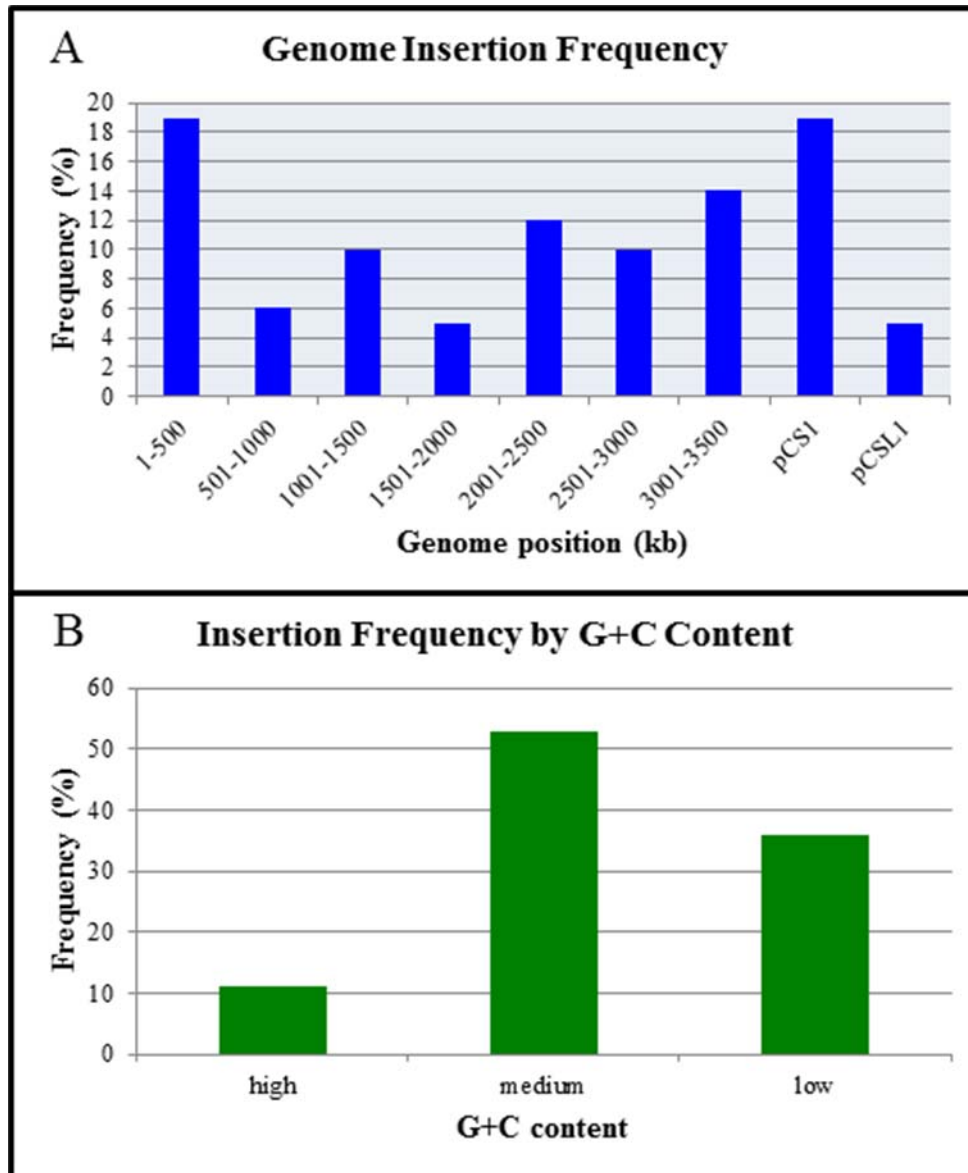 A
Genome Insertion Frequency
Frequency (%)
20
18
16
14
12
10
8
6
4
2
0
1-500
501-1000
1001-1500
1501-2000
2001-2500
2501-3000
3001-3500
pCS1
pCSL1
Genome position (kb)
B
Insertion Frequency by G+C Content
Frequency (%)
60
50
40
30
20
10
0
high
medium
low
G+C content